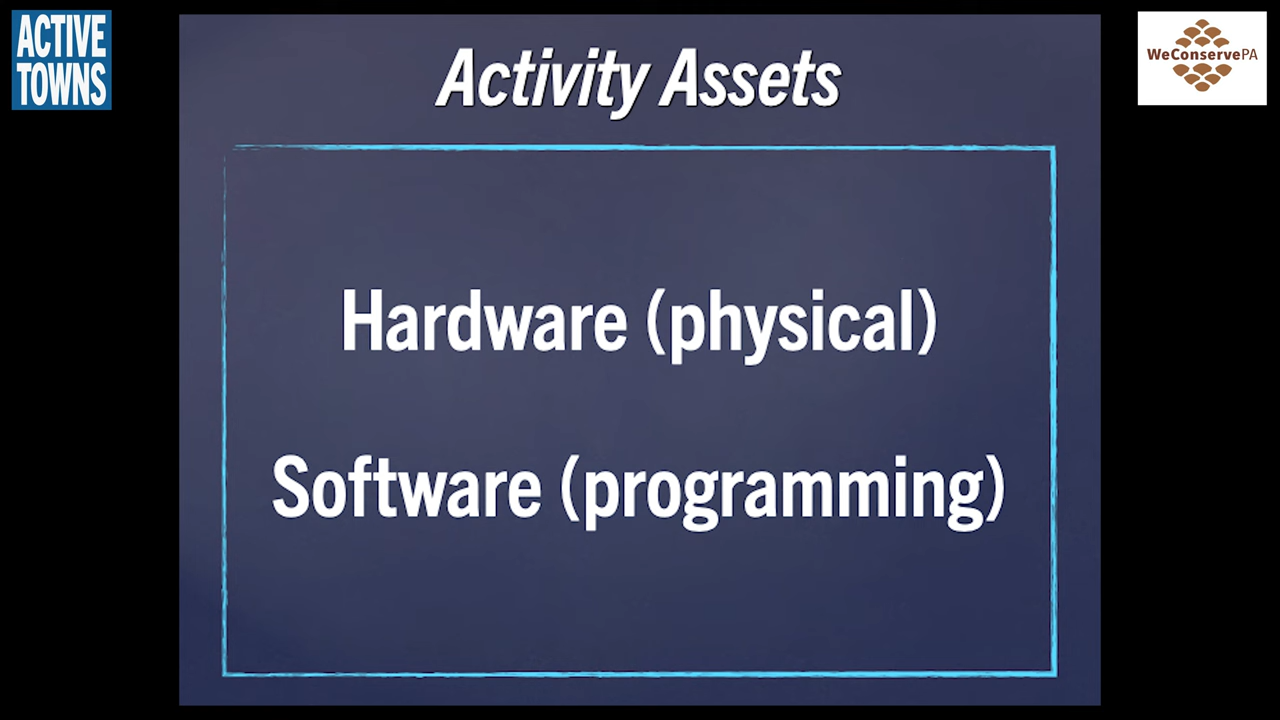 ACTIVE
TOWNS
Activity Assets
WeConservePA
Hardware (physical)
Software (programming)